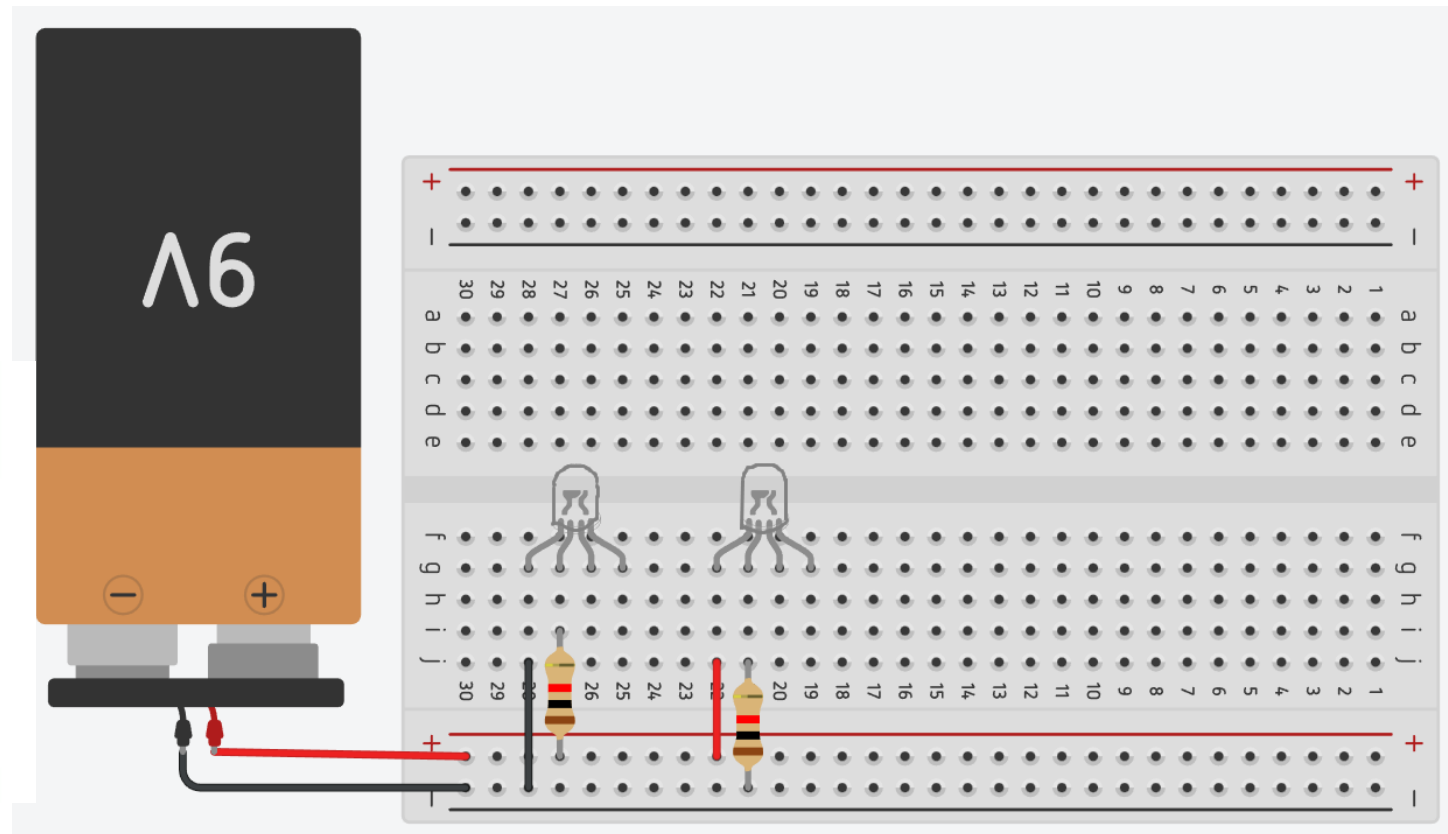 9V
+ +
− −
30 29 28 27 26 25 24 23 22 21 20 19 18 17 16 15 14 13 12 11 10 9 8 7 6 5 4 3 2 1
a a
b b
c c
d d
e e
f f
g g
h h
i i
j j
− +
30 29 26 25 24 23 20 19 18 17 16 15 14 13 12 11 10 9 8 7 6 5 4 3 2 1
+ +
− −